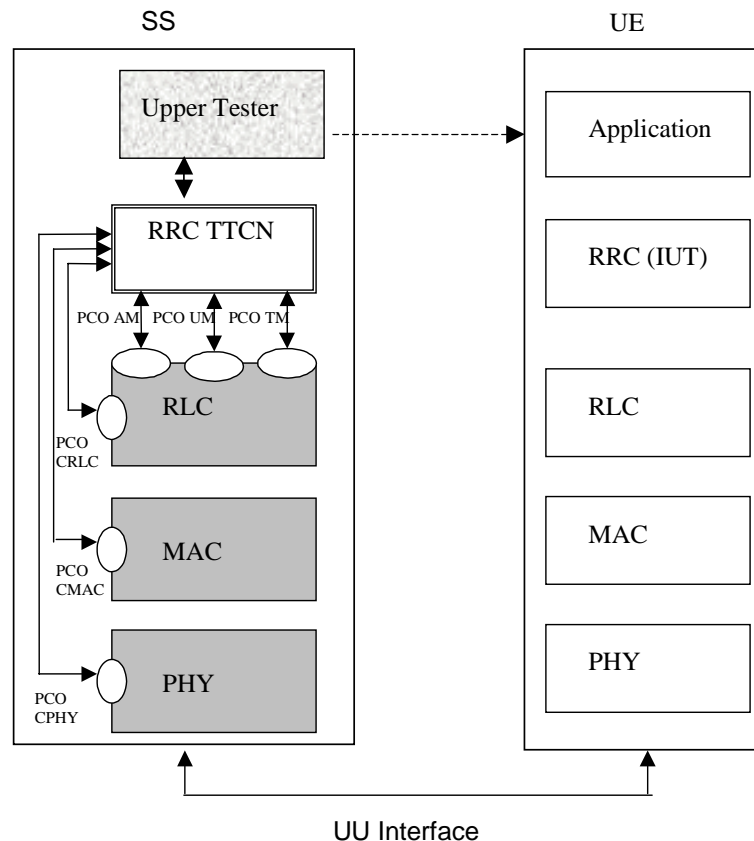 SS
UE
Upper Tester
Application
RRC TTCN
RRC (IUT)
PCO AM
PCO UM
PCO TM
RLC
RLC
PCO
CRLC
MAC
MAC
PCO
CMAC
PHY
PHY
PCO
CPHY
UU Interface